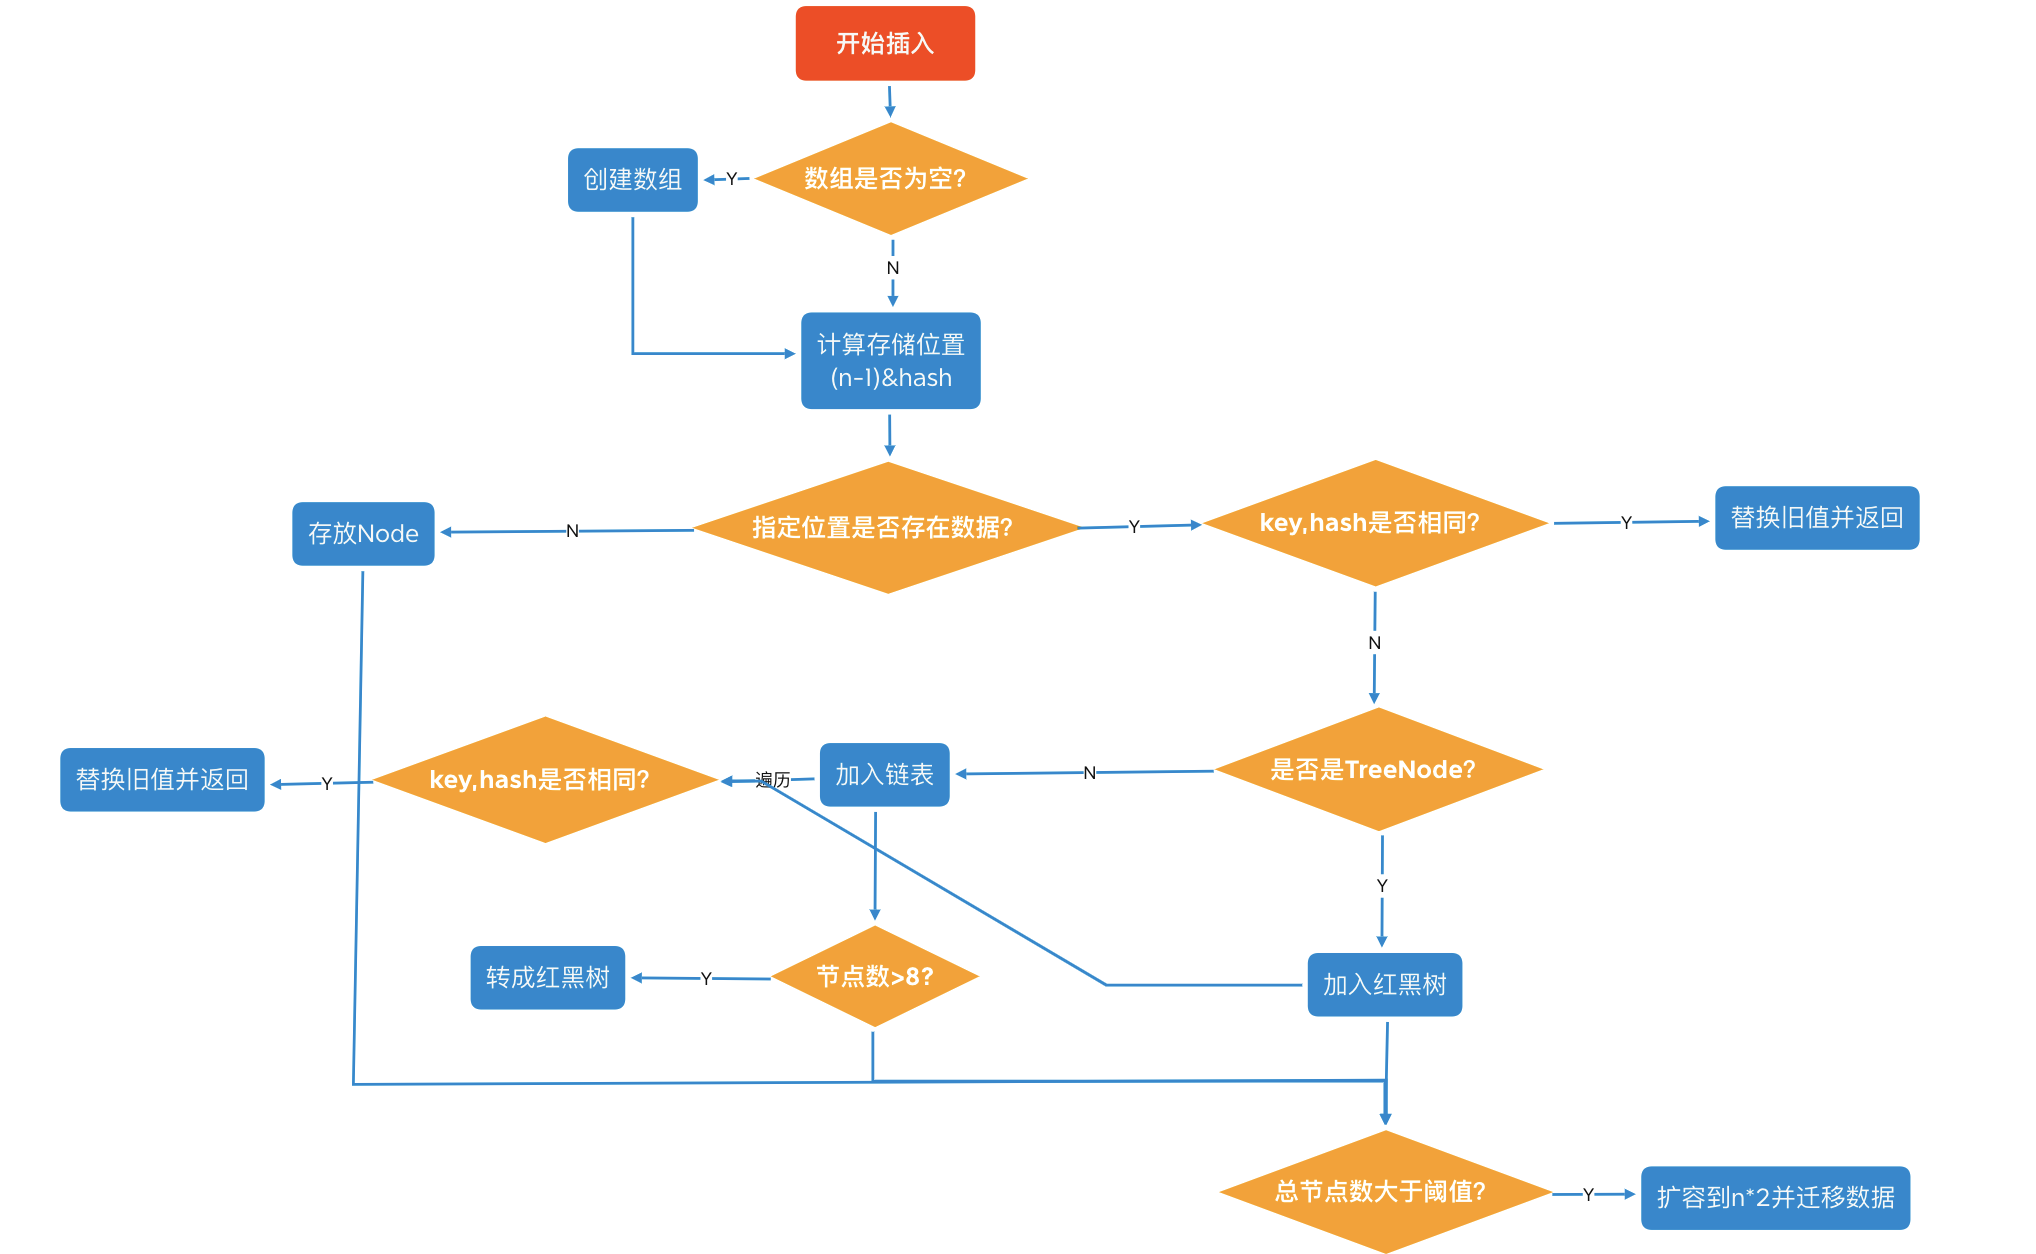 开始插入
数组是否为空?
Y
创建数组
N
计算存储位置
(n-1)&hash
指定位置是否存在数据?
N
存放Node
Y
key,hash是否相同?
Y
替换旧值并返回
N
是否是TreeNode?
N
加入链表
遍历
key,hash是否相同?
Y
替换旧值并返回
Y
加入红黑树
节点数>8?
Y
转成红黑树
总节点数大于阈值?
Y
扩容到n*2并迁移数据